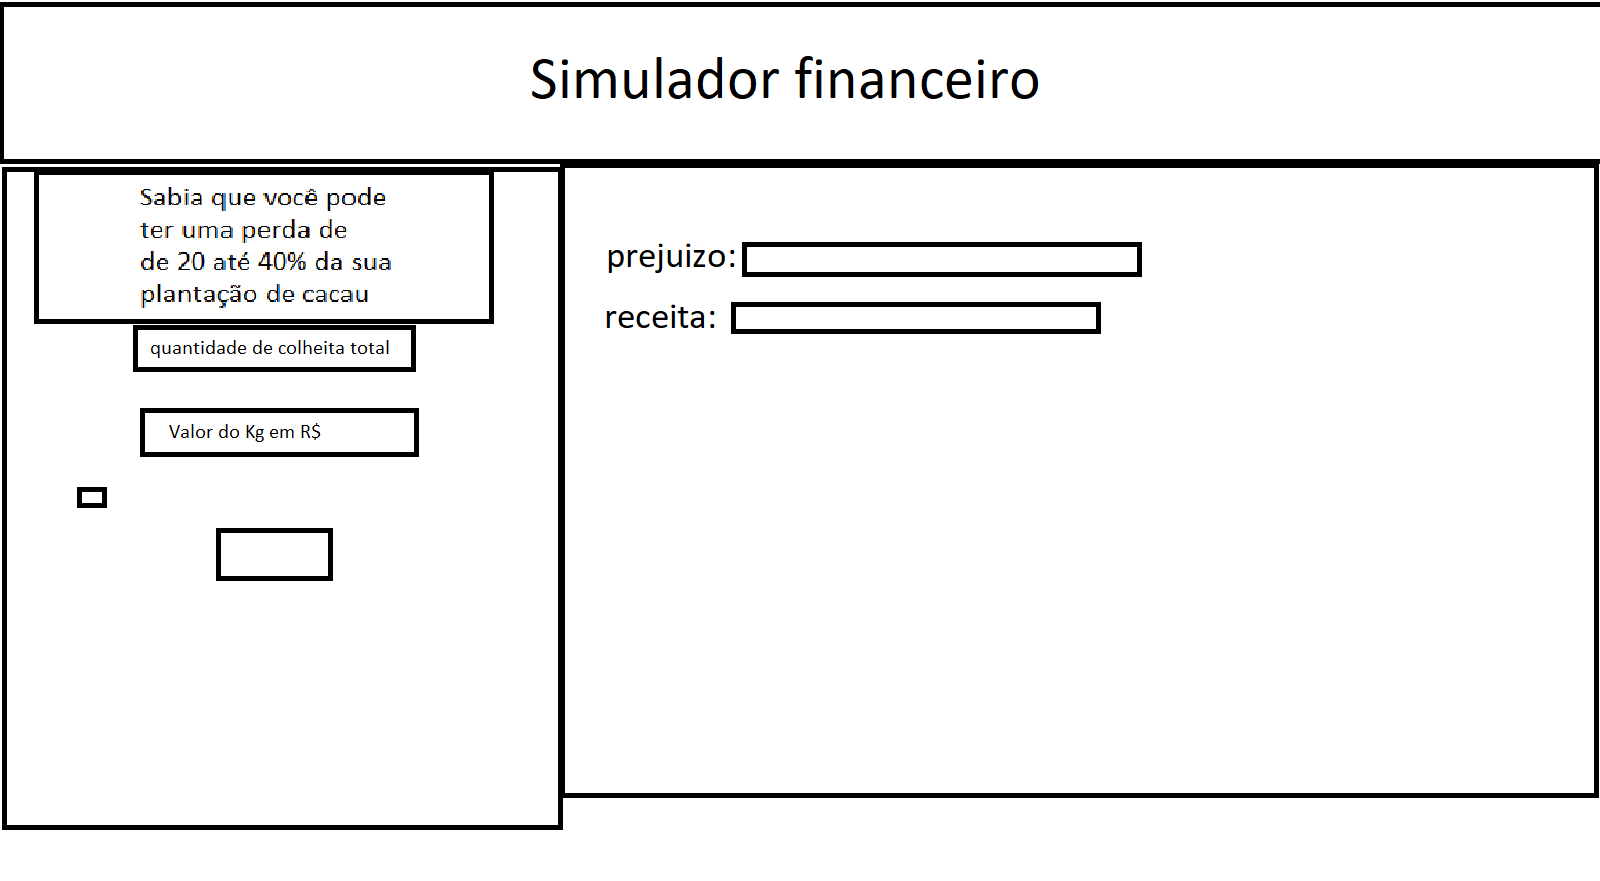 Simulador financeiro
Sabia que você pode
ter uma perda de
de 20 até 40% da sua
plantação de cacau
quantidade de colheita total
Valor do Kg em R$
prejuizo:
receita: